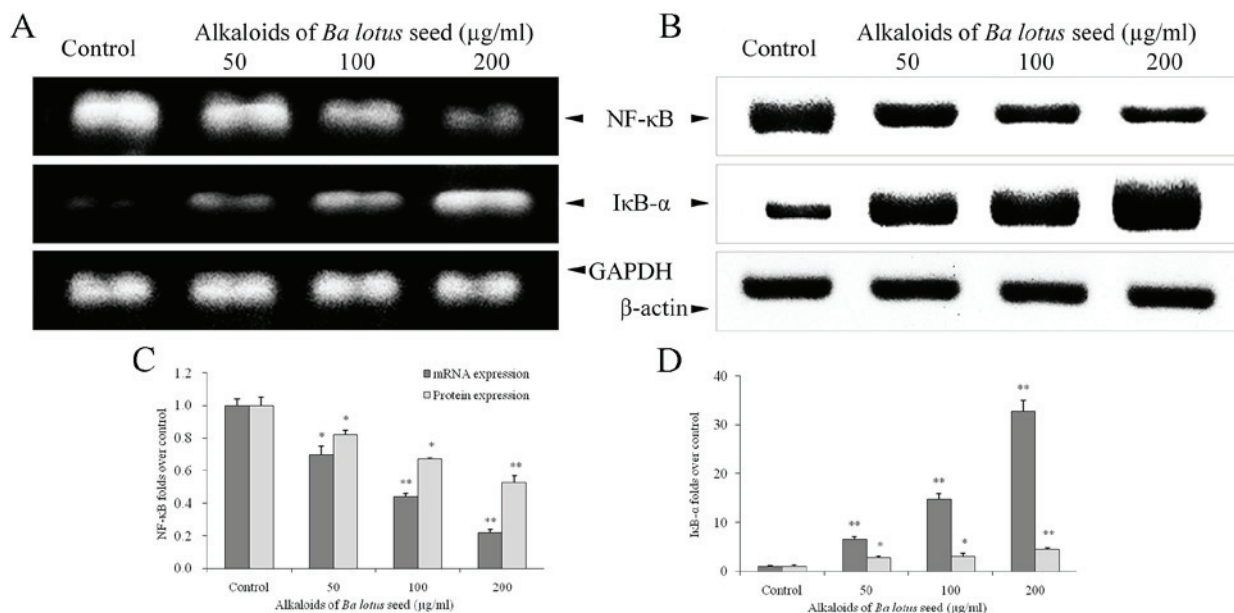 A
Control
Alkaloids of Ba lotus seed (µg/ml)
50 100 200
B
Control
Alkaloids of Ba lotus seed (µg/ml)
50 100 200
NF-κB
IκB-α
GAPDH
β-actin
C
NF-κB folds over control
1.2
1.0
0.8
0.6
0.4
0.2
0.0
mRNA expression
Protein expression
* *
** *
** **
Control 50 100 200
Alkaloids of Ba lotus seed (µg/ml)
D
IκB-α folds over control
40
30
20
10
0
** *
** *
** **
Control 50 100 200
Alkaloids of Ba lotus seed (µg/ml)